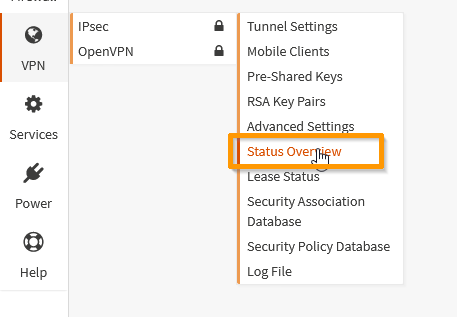 VPN
Services
Power
Help
IPsec
OpenVPN
Tunnel Settings
Mobile Clients
Pre-Shared Keys
RSA Key Pairs
Advanced Settings
Status Overview
Lease Status
Security Association
Database
Security Policy Database
Log File